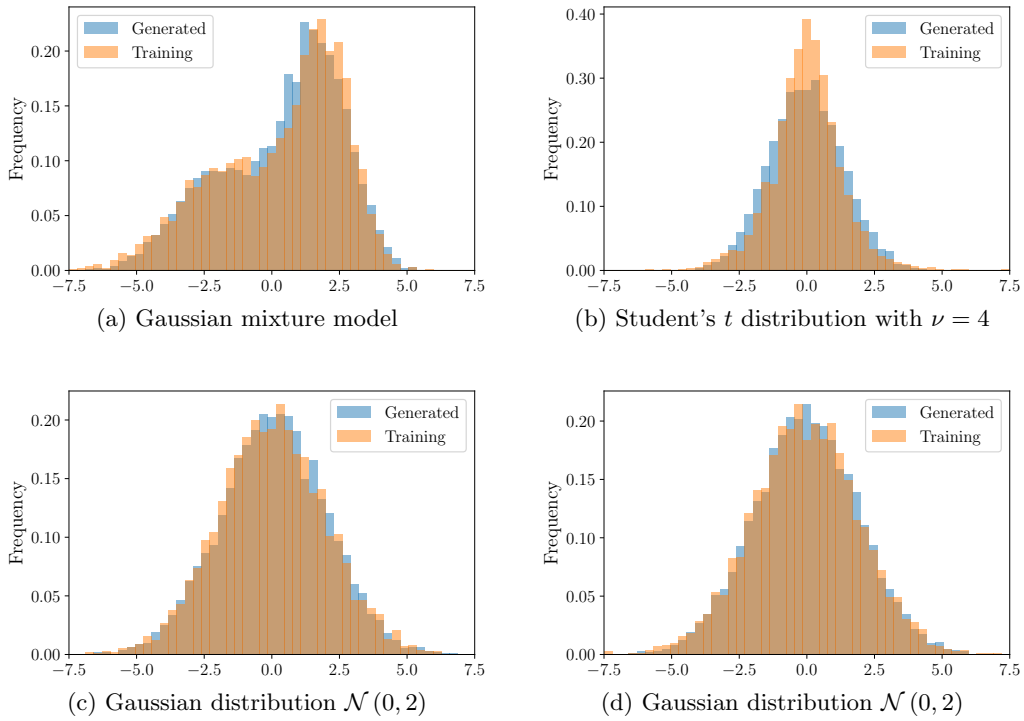 Frequency
0.20
0.15
0.10
0.05
0.00
Generated
Training
−7.5 −5.0 −2.5 0.0 2.5 5.0 7.5
(a) Gaussian mixture model
Frequency
0.40
0.30
0.20
0.10
0.00
Generated
Training
−7.5 −5.0 −2.5 0.0 2.5 5.0 7.5
(b) Student's t distribution with ν = 4
Frequency
0.20
0.15
0.10
0.05
0.00
Generated
Training
−7.5 −5.0 −2.5 0.0 2.5 5.0 7.5
(c) Gaussian distribution 𝒩 (0, 2)
Frequency
0.20
0.15
0.10
0.05
0.00
Generated
Training
−7.5 −5.0 −2.5 0.0 2.5 5.0 7.5
(d) Gaussian distribution 𝒩 (0, 2)